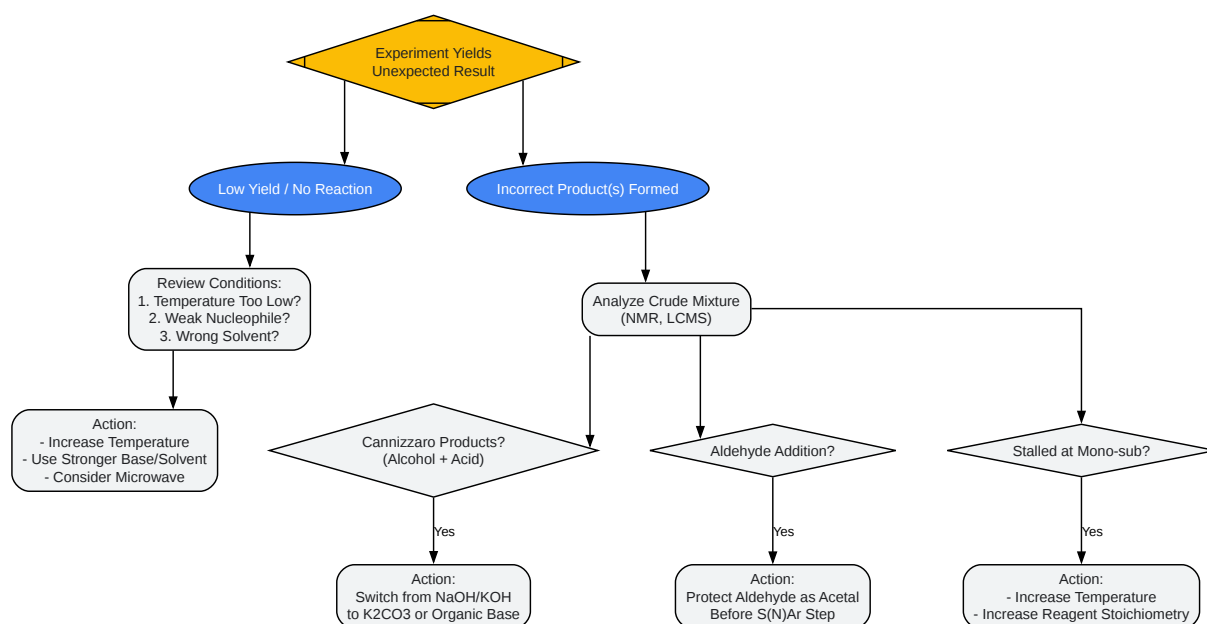 Experiment Yields
Unexpected Result
Low Yield / No Reaction
Incorrect Product(s) Formed
Review Conditions:
1. Temperature Too Low?
2. Weak Nucleophile?
3. Wrong Solvent?
Analyze Crude Mixture
(NMR, LCMS)
Action:
- Increase Temperature
- Use Stronger Base/Solvent
- Consider Microwave
Cannizzaro Products?
(Alcohol + Acid)
Aldehyde Addition?
Stalled at Mono-sub?
Yes
Yes
Yes
Action:
Switch from NaOH/KOH
to K2CO3 or Organic Base
Action:
Protect Aldehyde as Acetal
Before S(N)Ar Step
Action:
- Increase Temperature
- Increase Reagent Stoichiometry